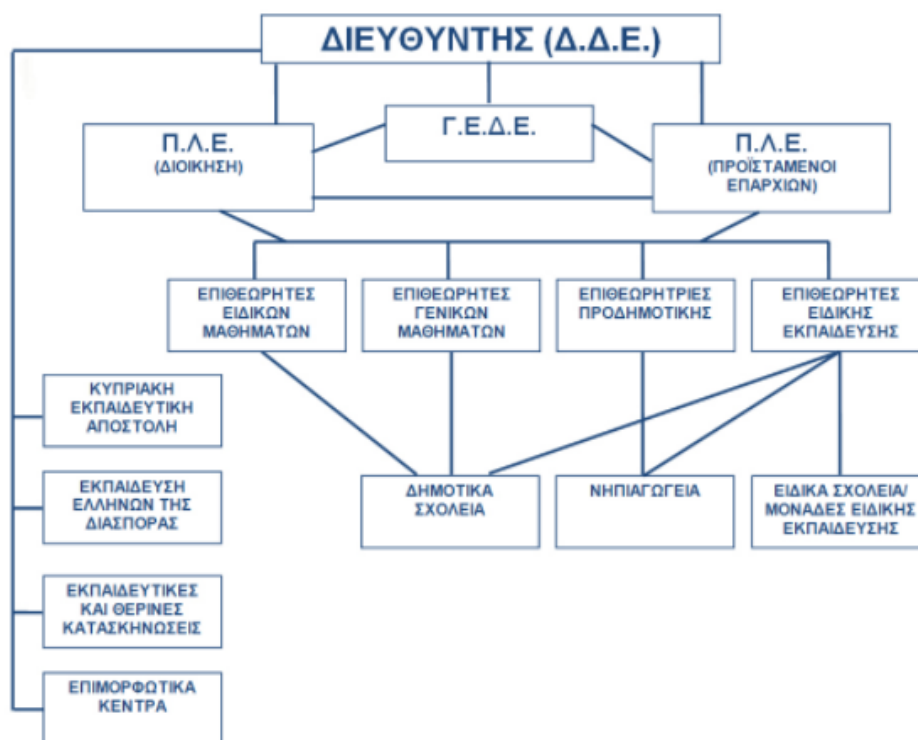 ΔΙΕΥΘΥΝΤΗΣ (Δ.Δ.Ε.)
Γ.Ε.Δ.Ε.
Π.Λ.Ε.
(ΔΙΟΙΚΗΣΗ)
Π.Λ.Ε.
(ΠΡΟΪΣΤΑΜΕΝΟΙ
ΕΠΑΡΧΙΩΝ)
ΕΠΙΘΕΩΡΗΤΕΣ
ΕΙΔΙΚΩΝ
ΜΑΘΗΜΑΤΩΝ
ΕΠΙΘΕΩΡΗΤΕΣ
ΓΕΝΙΚΩΝ
ΜΑΘΗΜΑΤΩΝ
ΕΠΙΘΕΩΡΗΤΡΙΕΣ
ΠΡΟΔΗΜΟΤΙΚΗΣ
ΕΠΙΘΕΩΡΗΤΕΣ
ΕΙΔΙΚΗΣ
ΕΚΠΑΙΔΕΥΣΗΣ
ΚΥΠΡΙΑΚΗ
ΕΚΠΑΙΔΕΥΤΙΚΗ
ΑΠΟΣΤΟΛΗ
ΕΚΠΑΙΔΕΥΣΗ
ΕΛΛΗΝΩΝ ΤΗΣ
ΔΙΑΣΠΟΡΑΣ
ΔΗΜΟΤΙΚΑ
ΣΧΟΛΕΙΑ
ΝΗΠΙΑΓΩΓΕΙΑ
ΕΙΔΙΚΑ ΣΧΟΛΕΙΑ/
ΜΟΝΑΔΕΣ ΕΙΔΙΚΗΣ
ΕΚΠΑΙΔΕΥΣΗΣ
ΕΚΠΑΙΔΕΥΤΙΚΕΣ
ΚΑΙ ΘΕΡΙΝΕΣ
ΚΑΤΑΣΚΗΝΩΣΕΙΣ
ΕΠΙΜΟΡΦΩΤΙΚΑ
ΚΕΝΤΡΑ